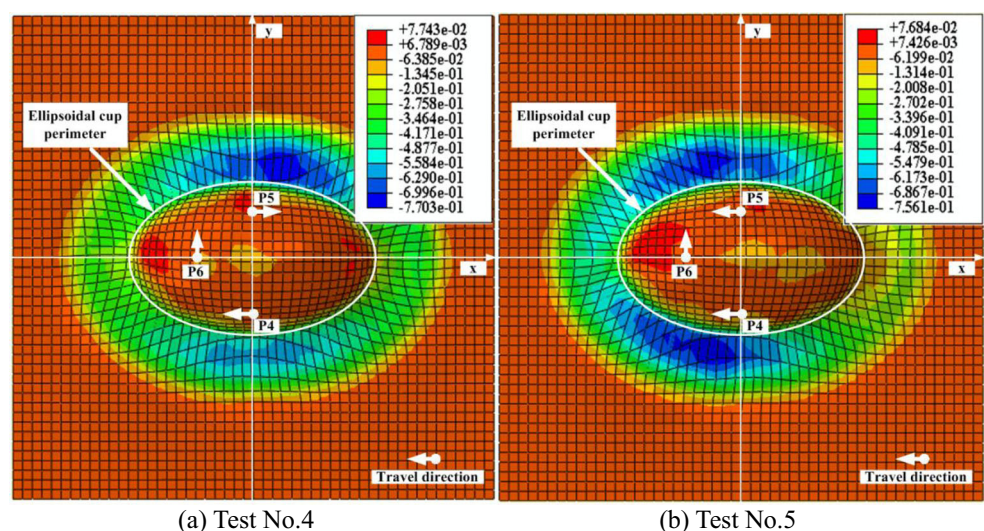 y
+7.743e-02
+6.789e-03
-6.385e-02
-1.345e-01
-2.051e-01
-2.758e-01
-3.464e-01
-4.171e-01
-4.877e-01
-5.584e-01
-6.290e-01
-6.996e-01
-7.703e-01
Ellipsoidal cup
perimeter
P5
x
P6
P4
Travel direction
(a) Test No.4
y
+7.684e-02
+7.426e-03
-6.199e-02
-1.314e-01
-2.008e-01
-2.702e-01
-3.396e-01
-4.091e-01
-4.785e-01
-5.479e-01
-6.173e-01
-6.867e-01
-7.561e-01
Ellipsoidal cup
perimeter
P5
x
P6
P4
Travel direction
(b) Test No.5